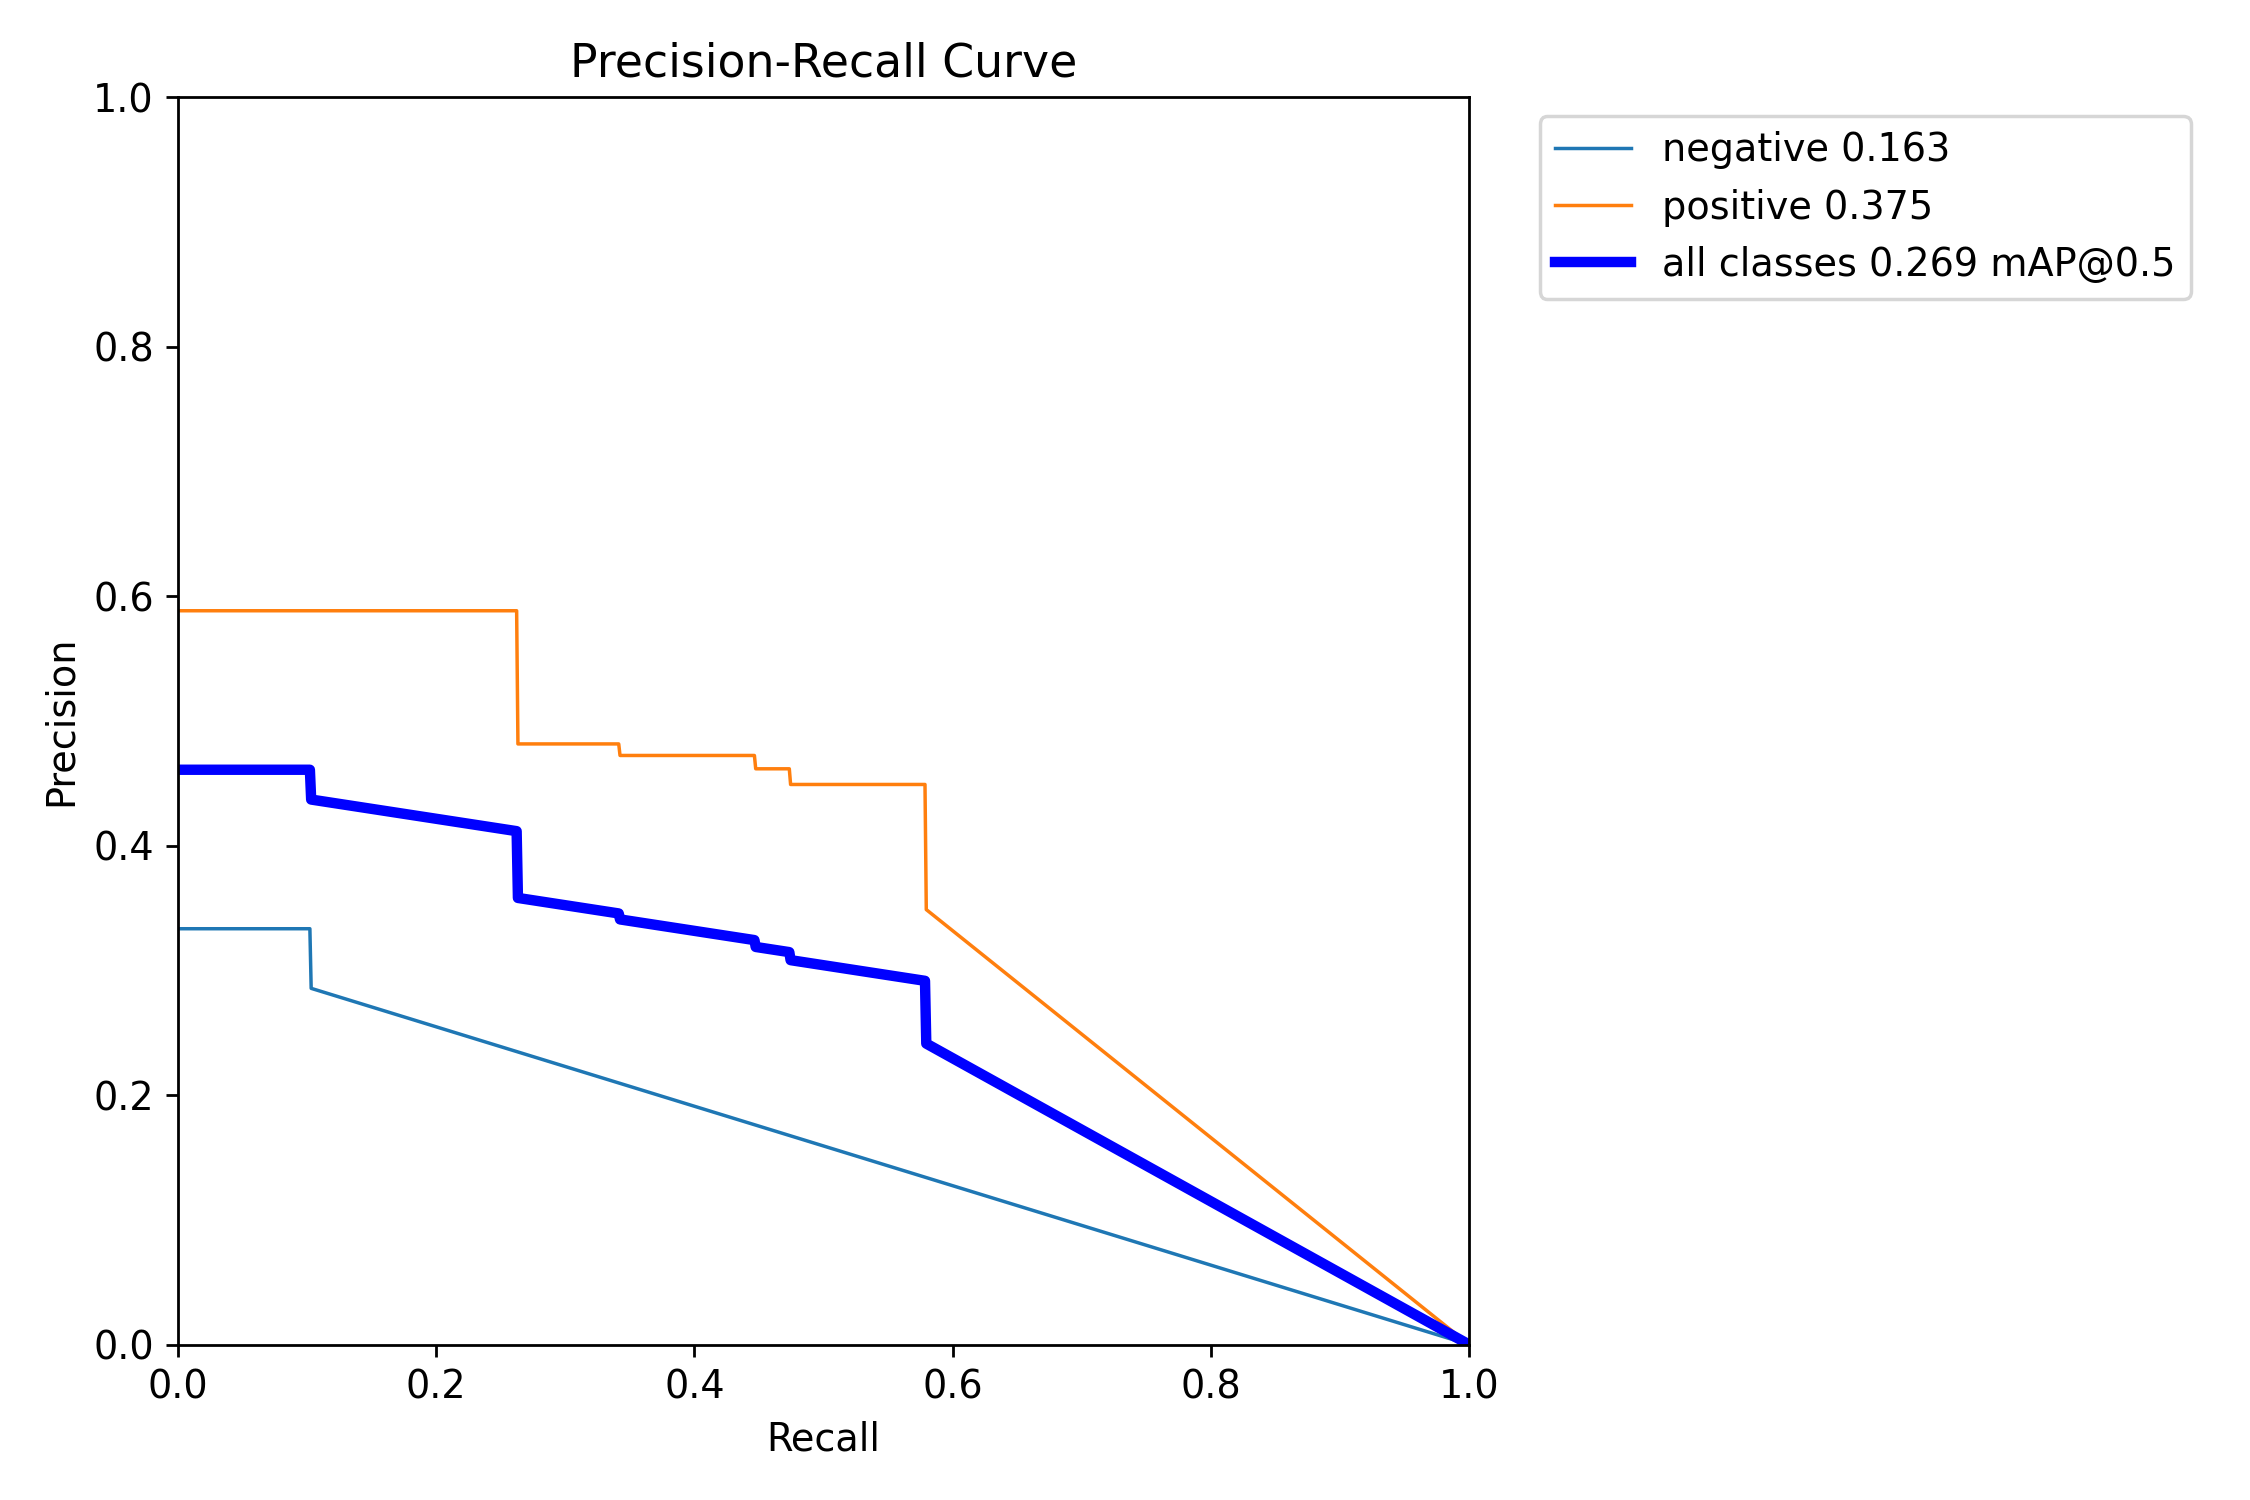 Precision-Recall Curve
1.0
0.8
0.6
0.4
0.2
0.0
Precision
0.0 0.2 0.4 0.6 0.8 1.0
Recall
negative 0.163
positive 0.375
all classes 0.269 mAP@0.5